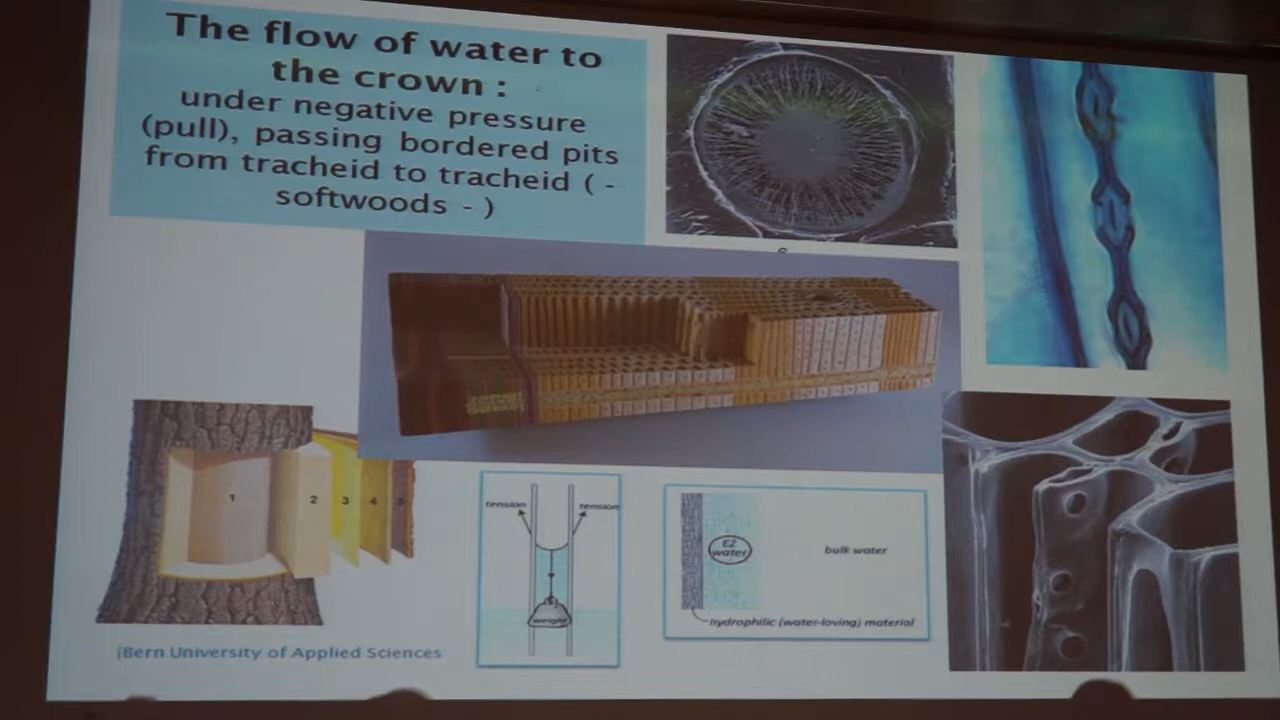 The flow of water to
the crown :
under negative pressure
(pull), passing bordered pits
from tracheid to tracheid ( -
softwoods - )
1 2 3 4 5
tension tension
weight
EZ
water
bulk water
hydrophilic (water-loving) material
|Bern University of Applied Sciences